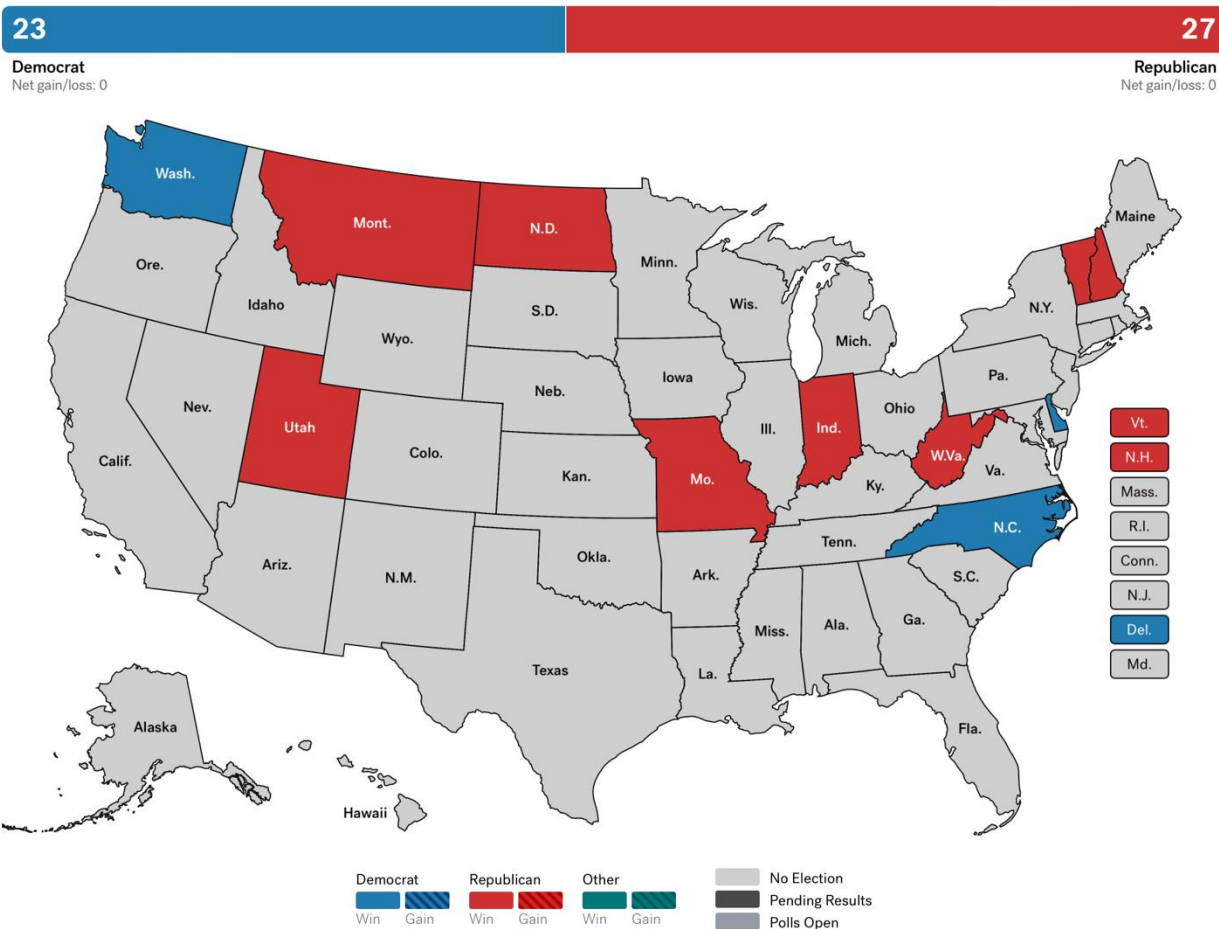 23 27
Democrat Republican
Net gain/loss: 0 Net gain/loss: 0
Wash.
Mont.
N.D.
Minn.
Maine
Ore.
Idaho
S.D.
Wis.
N.Y.
Wyo.
Mich.
Iowa
Pa.
Neb.
Nev.
Ohio
Utah
Ill.
Ind.
Vt.
Colo.
W.Va.
N.H.
Calif.
Kan.
Mo.
Ky.
Va.
Mass.
N.C.
R.I.
Tenn.
Okla.
Ariz.
N.M.
Ark.
S.C.
Conn.
N.J.
Miss.
Ala.
Ga.
Del.
Texas
La.
Md.
Alaska
Fla.
Hawaii
Democrat Republican Other
Win Gain Win Gain Win Gain
No Election
Pending Results
Polls Open